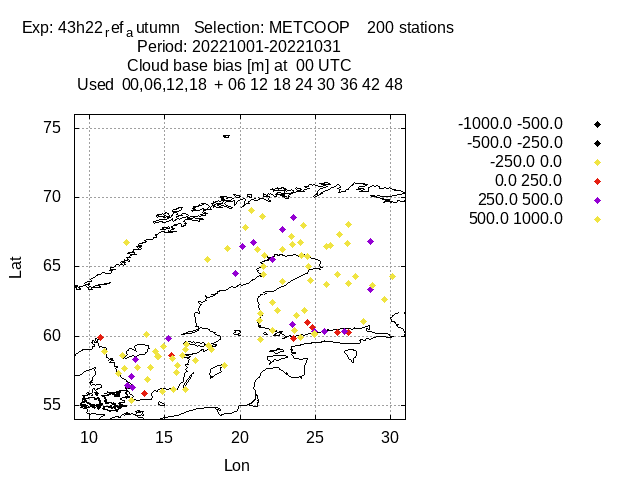 Exp: 43h22refautumn   Selection: METCOOP    200 stations
Period: 20221001-20221031
Cloud base bias [m] at  00 UTC
Used  00,06,12,18  + 06 12 18 24 30 36 42 48
-1000.0 -500.0
-500.0 -250.0
-250.0 0.0
0.0 250.0
250.0 500.0
500.0 1000.0
75
70
65
60
55
Lat
10 15 20 25 30
Lon